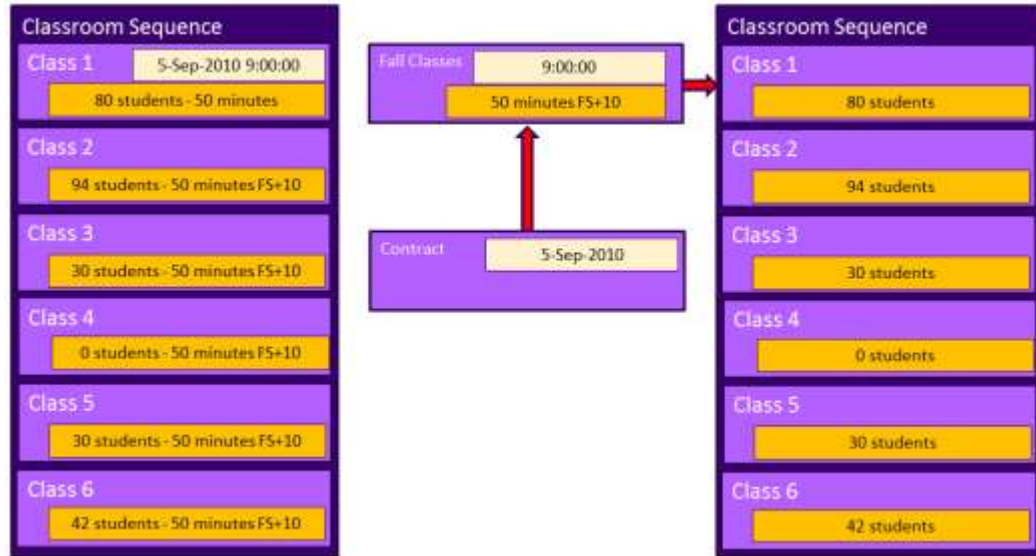 Classroom Sequence
Class 1
5-Sep-2010 9:00:00
80 students - 50 minutes
Class 2
94 students - 50 minutes FS+10
Class 3
30 students - 50 minutes FS+10
Class 4
0 students - 50 minutes FS+10
Class 5
30 students - 50 minutes FS+10
Class 6
42 students - 50 minutes FS+10
Fall Classes
9:00:00
50 minutes FS+10
Contract
5-Sep-2010
Classroom Sequence
Class 1
80 students
Class 2
94 students
Class 3
30 students
Class 4
0 students
Class 5
30 students
Class 6
42 students